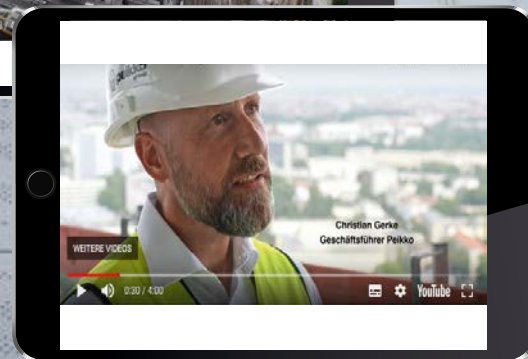 Christian Gerke
Geschäftsführer Peikko
WEITERE VIDEOS
0:30 / 4:00
YouTube